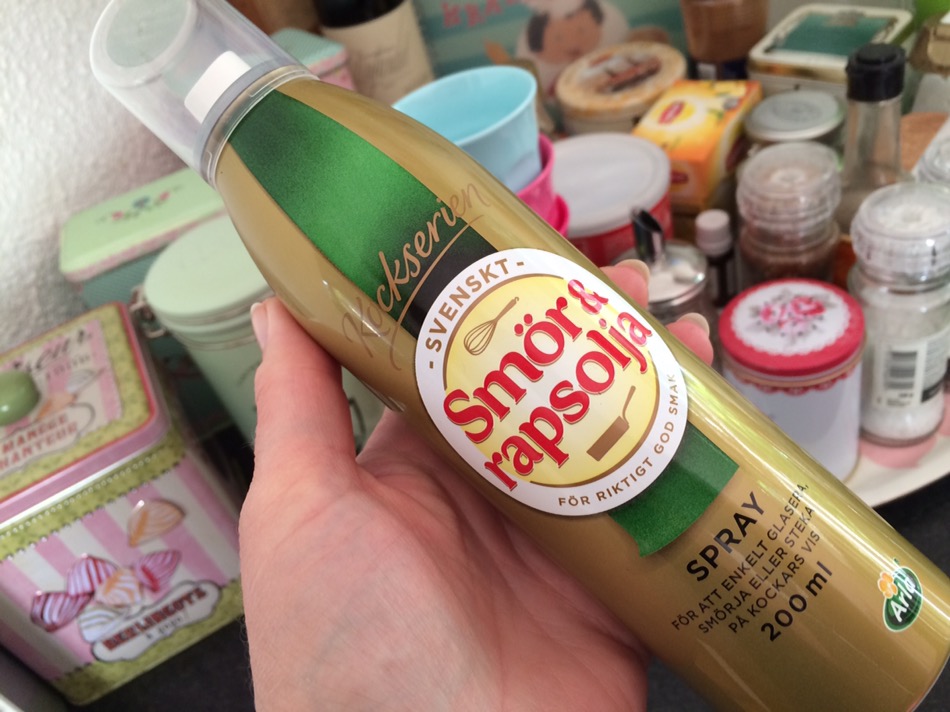 Kockserien
- SVENSKT -
Smör &
rapsolja
FÖR RIKTIGT GOD SMAK
SPRAY
FÖR ATT ENKELT GLASERA,
SMÖRJA ELLER STEKA
PÅ KOCKARS VIS
200 ml
Arla